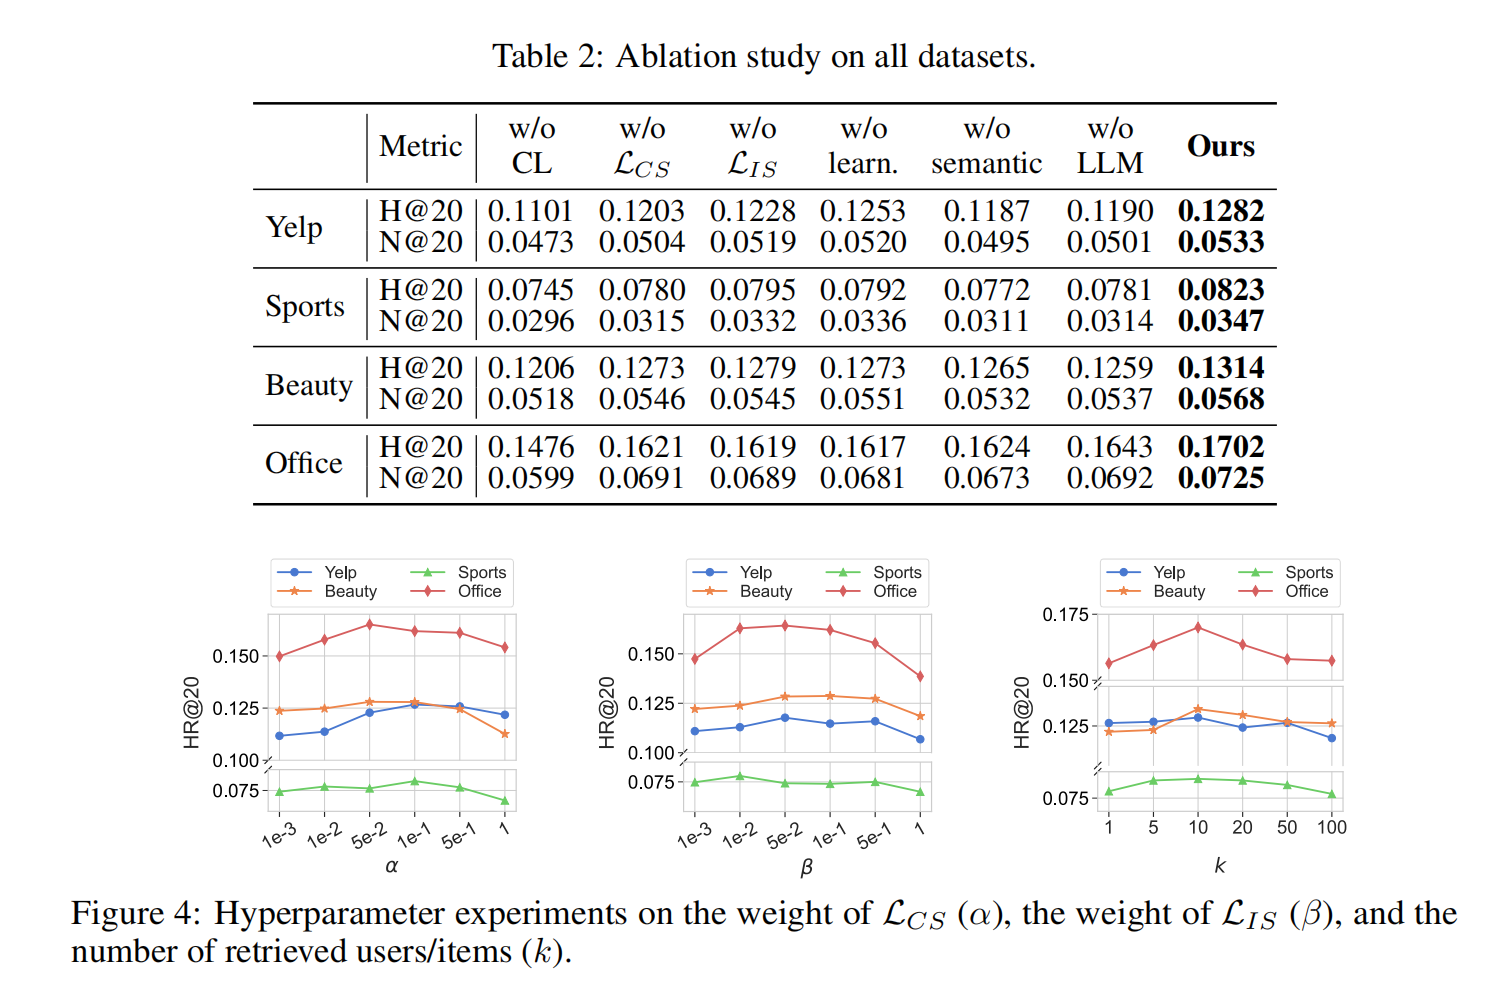 Table 2: Ablation study on all datasets.
Metric w/o CL w/o ℒCS w/o ℒIS w/o learn. w/o semantic w/o LLM Ours
Yelp H@20 0.1101 0.1203 0.1228 0.1253 0.1187 0.1190 0.1282
N@20 0.0473 0.0504 0.0519 0.0520 0.0495 0.0501 0.0533
Sports H@20 0.0745 0.0780 0.0795 0.0792 0.0772 0.0781 0.0823
N@20 0.0296 0.0315 0.0332 0.0336 0.0311 0.0314 0.0347
Beauty H@20 0.1206 0.1273 0.1279 0.1273 0.1265 0.1259 0.1314
N@20 0.0518 0.0546 0.0545 0.0551 0.0532 0.0537 0.0568
Office H@20 0.1476 0.1621 0.1619 0.1617 0.1624 0.1643 0.1702
N@20 0.0599 0.0691 0.0689 0.0681 0.0673 0.0692 0.0725
Yelp Sports
Beauty Office
HR@20
0.150
0.125
0.100
0.075
1e-3 1e-2 5e-2 1e-1 5e-1 1
α
Yelp Sports
Beauty Office
HR@20
0.150
0.125
0.100
0.075
1e-3 1e-2 5e-2 1e-1 5e-1 1
β
Yelp Sports
Beauty Office
HR@20
0.175
0.150
0.125
0.075
1 5 10 20 50 100
k
Figure 4: Hyperparameter experiments on the weight of ℒCS (α), the weight of ℒIS (β), and the
number of retrieved users/items (k).